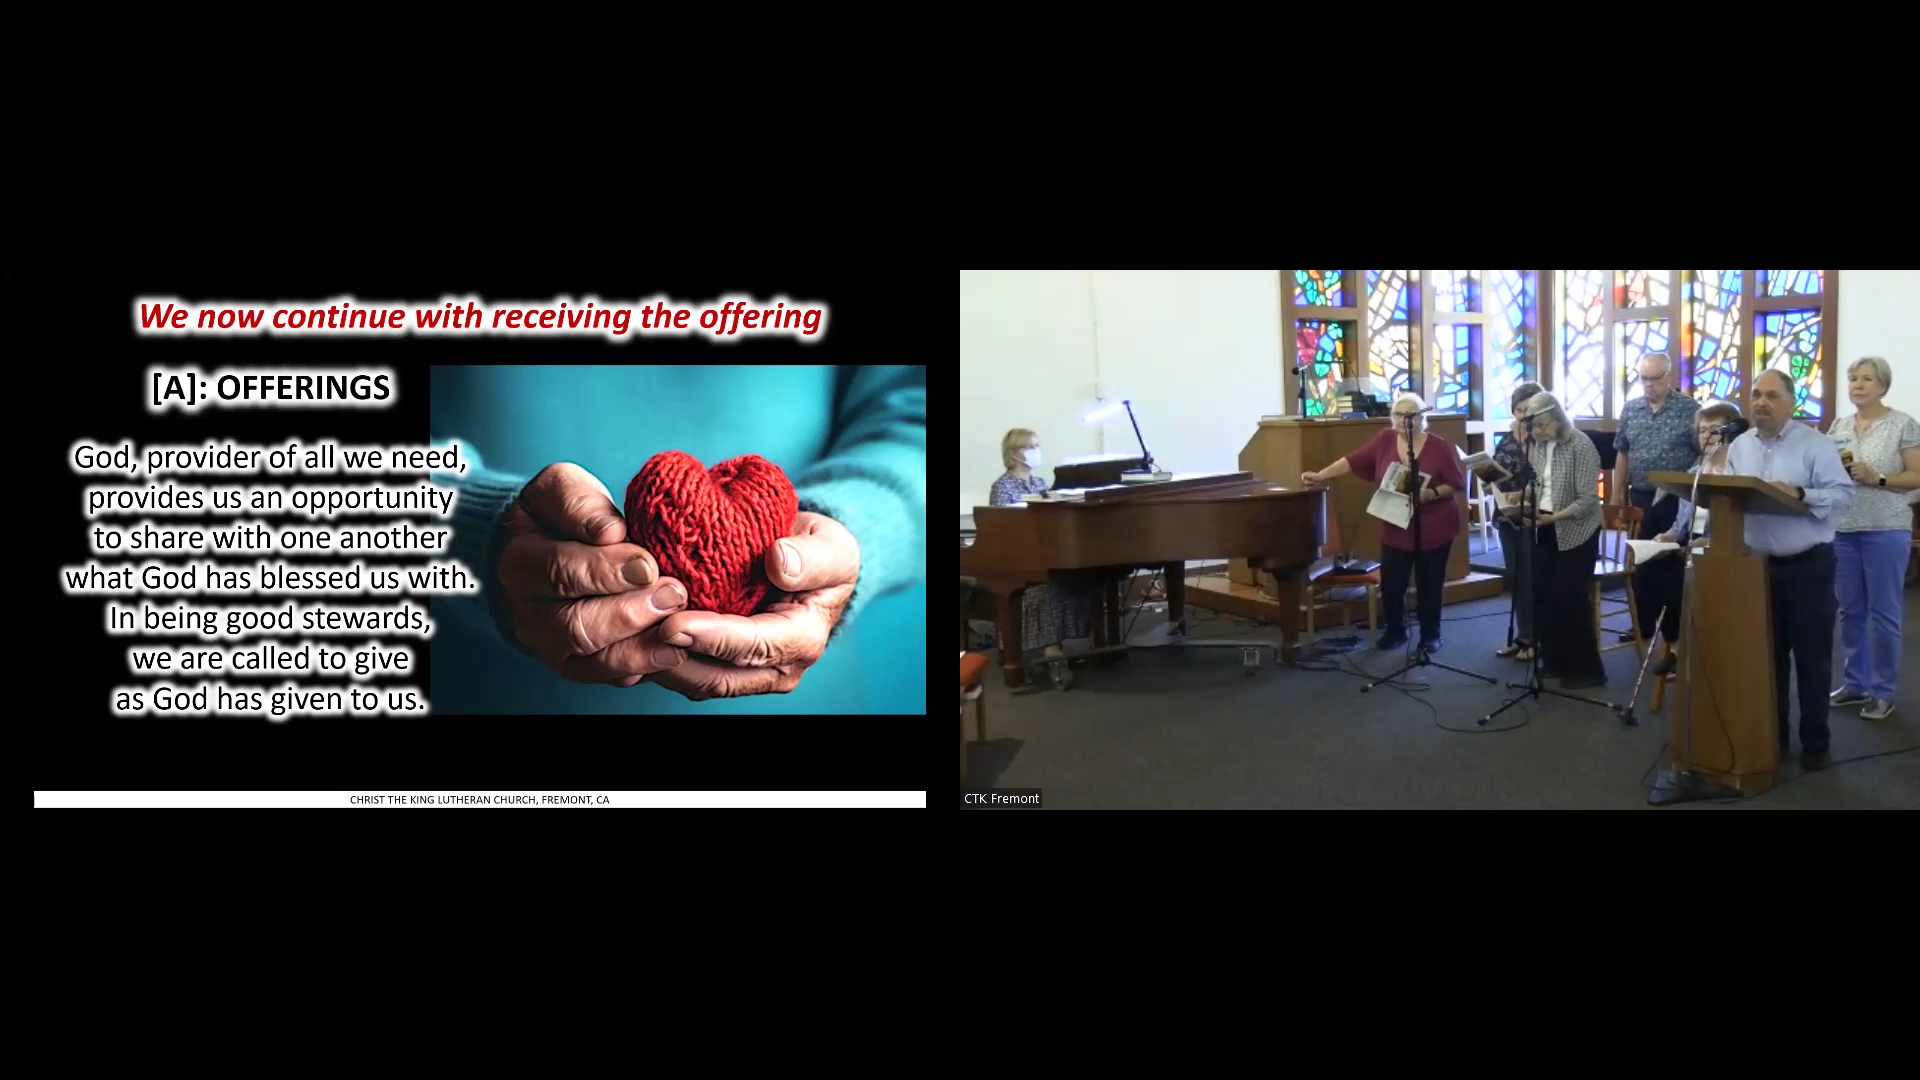 We now continue with receiving the offering
[A]: OFFERINGS
God, provider of all we need,
provides us an opportunity
to share with one another
what God has blessed us with.
In being good stewards,
we are called to give
as God has given to us.
CHRIST THE KING LUTHERAN CHURCH, FREMONT, CA
CTK Fremont